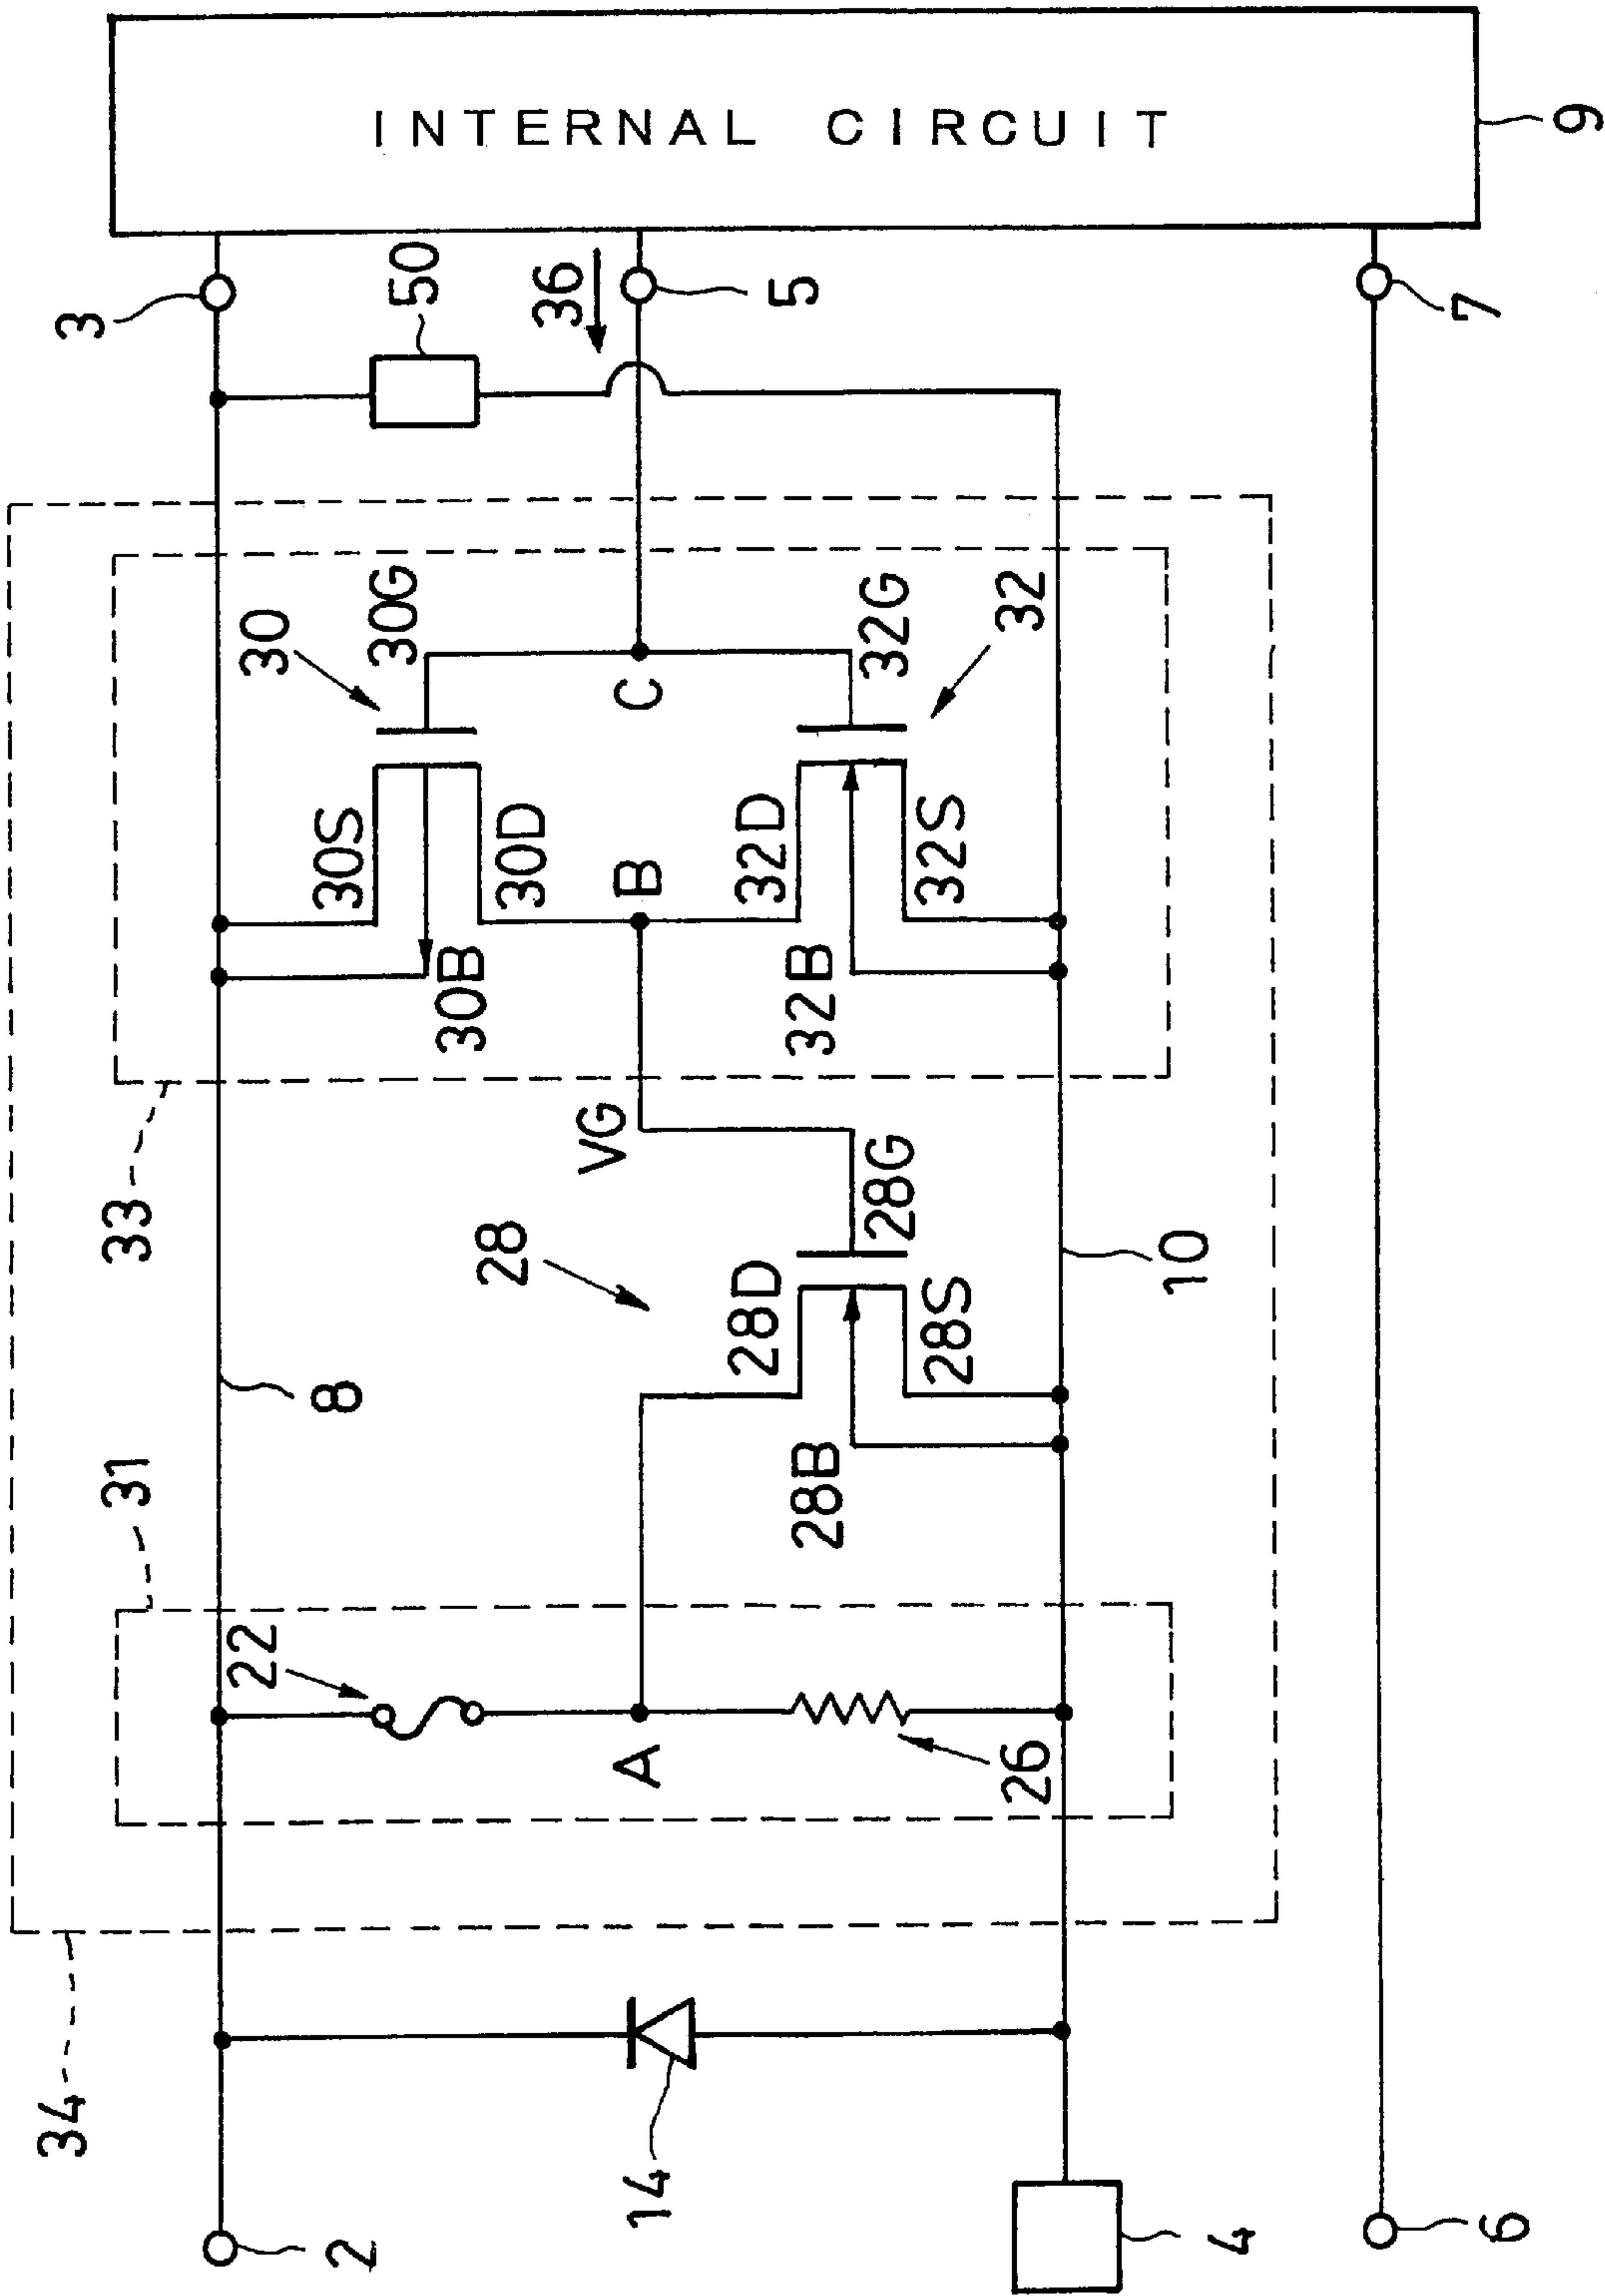 INTERNAL CIRCUIT
9
3
50
36
5
7
30
30G
C
32G
32
30S
30D
B
32D
32S
30B
32B
33
VG
28
28G
28D
28S
10
8
28B
31
22
A
26
34
14
2
4
6